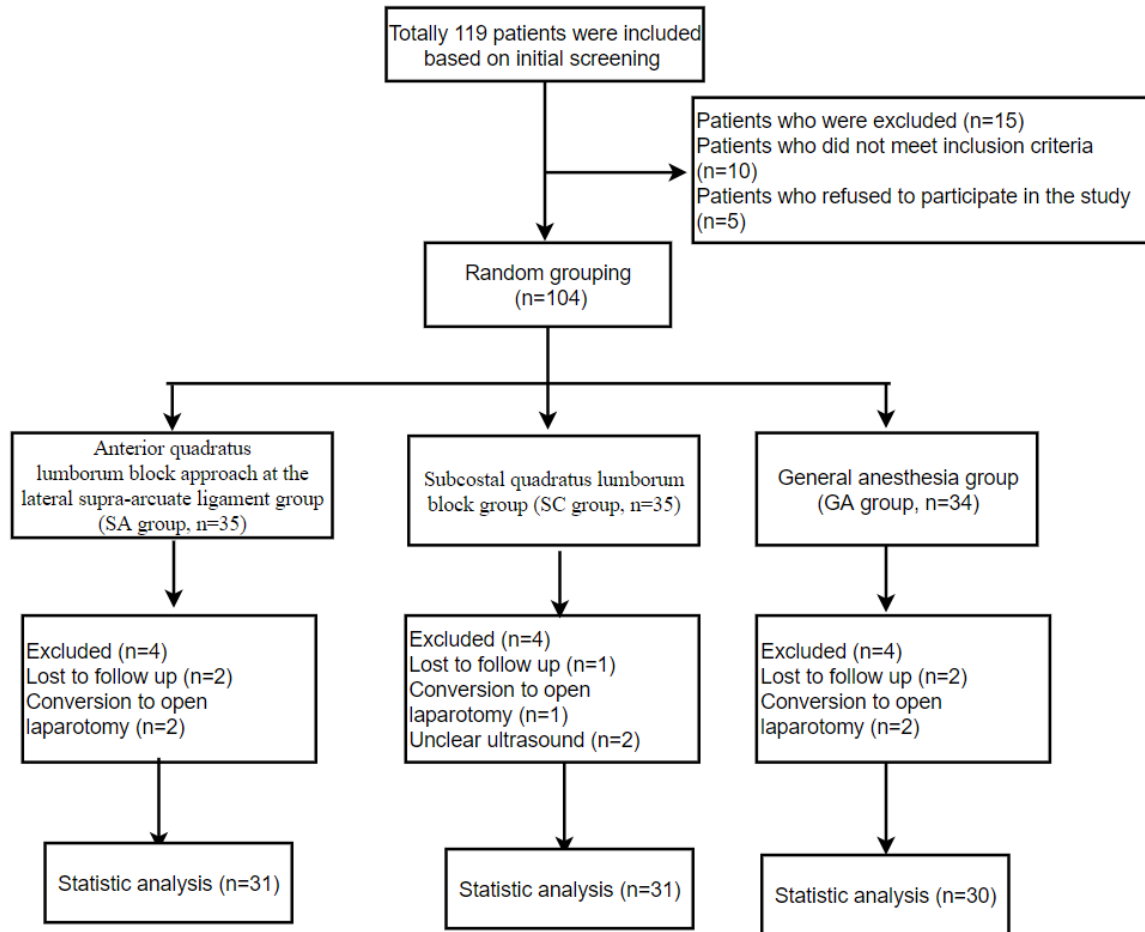 Totally 119 patients were included
based on initial screening
Patients who were excluded (n=15)
Patients who did not meet inclusion criteria
(n=10)
Patients who refused to participate in the study
(n=5)
Random grouping
(n=104)
Anterior quadratus
lumborum block approach at the
lateral supra-arcuate ligament group
(SA group, n=35)
Subcostal quadratus lumborum
block group (SC group, n=35)
General anesthesia group
(GA group, n=34)
Excluded (n=4)
Lost to follow up (n=2)
Conversion to open
laparotomy (n=2)
Excluded (n=4)
Lost to follow up (n=1)
Conversion to open
laparotomy (n=1)
Unclear ultrasound (n=2)
Excluded (n=4)
Lost to follow up (n=2)
Conversion to open
laparotomy (n=2)
Statistic analysis (n=31)
Statistic analysis (n=31)
Statistic analysis (n=30)